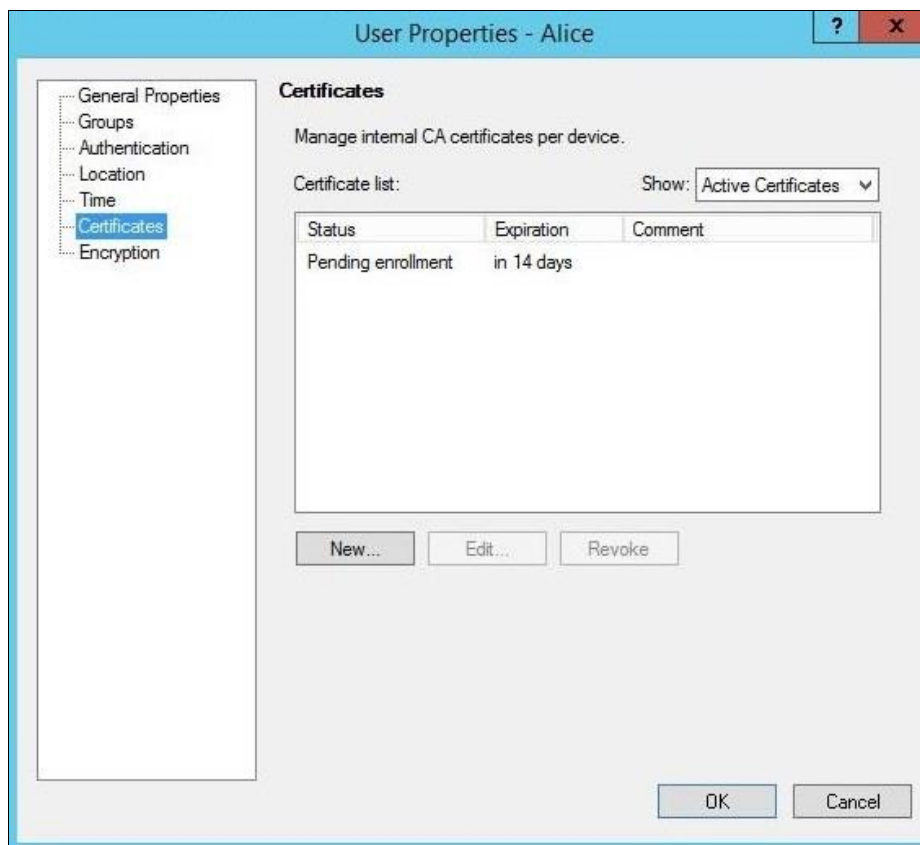 User Properties - Alice
? x
General Properties
Groups
Authentication
Location
Time
Certificates
Encryption
Certificates
Manage internal CA certificates per device.
Certificate list: Show: Active Certificates
Status Expiration Comment
Pending enrollment in 14 days
New... Edit... Revoke
OK Cancel